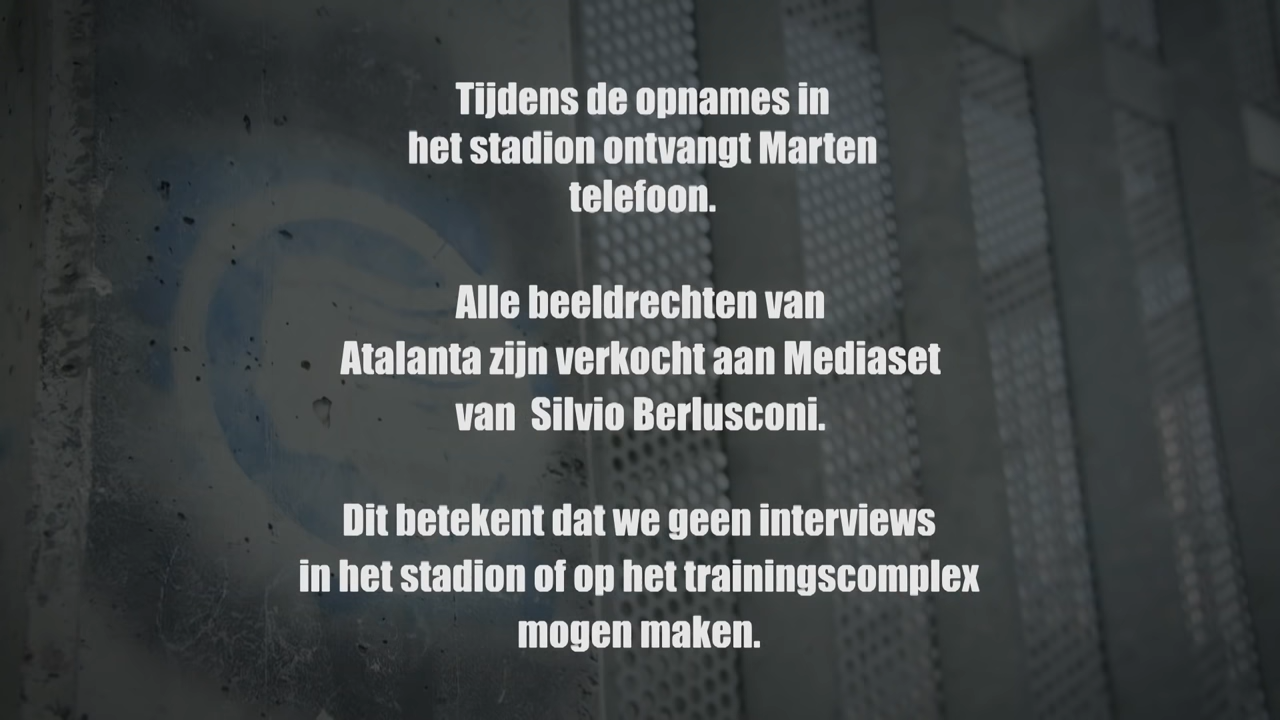 Tijdens de opnames in
het stadion ontvangt Marten
telefoon.
Alle beeldrechten van
Atalanta zijn verkocht aan Mediaset
van  Silvio Berlusconi.
Dit betekent dat we geen interviews
in het stadion of op het trainingscomplex
mogen maken.